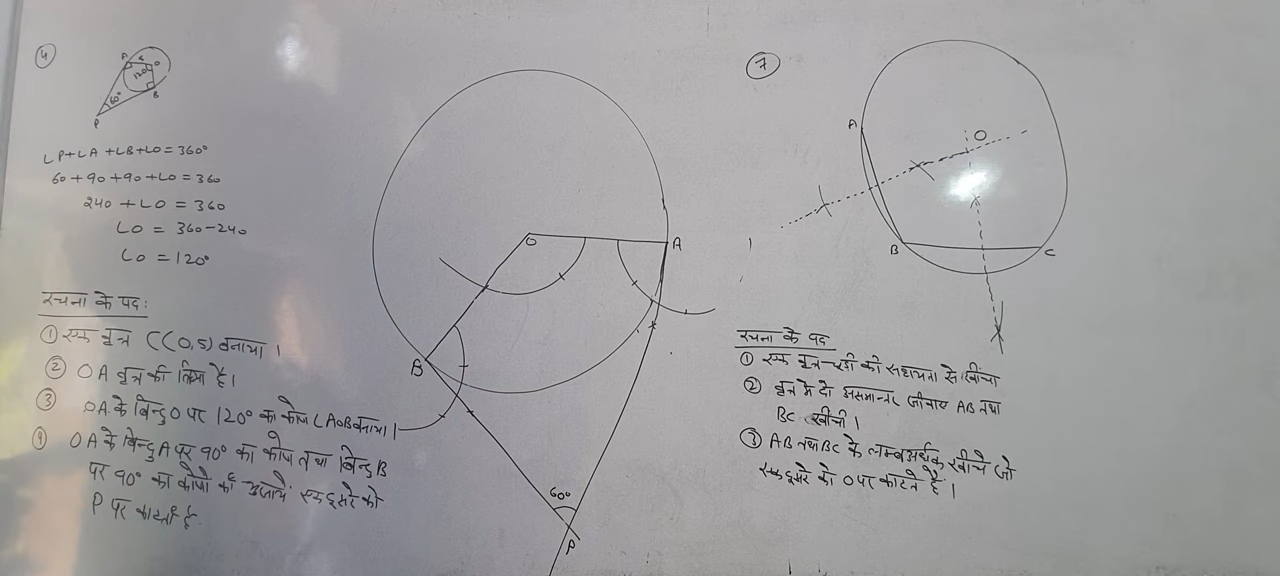 4
A
O
120
B
60°
P
∠P+∠A+∠B+∠O=360°
60+90+90+∠O=360
240+∠O=360
∠O=360-240
∠O=120°
रचना के पद:
① एक वृत्त C(O,5) बनाया।
② OA वृत्त की त्रिज्या है।
③ OA के बिन्दु O पर 120° का कोण ∠AOB बनाया।
④ OA के बिन्दु A पर 90° का कोण तथा बिन्दु B
पर 90° का कोण की भुजायें एक दूसरे को
P पर काटती है.
O
A
B
60°
P
7
A
O
B
C
रचना के पद
① एक वृत्त चूड़ी की सहायता से खींचा
② वृत्त में दो असमान्तर जीवाए AB तथा
BC खींची।
③ AB तथा BC के लम्बअर्धक खींचे जो
एक दूसरे को O पर काटते हैं।